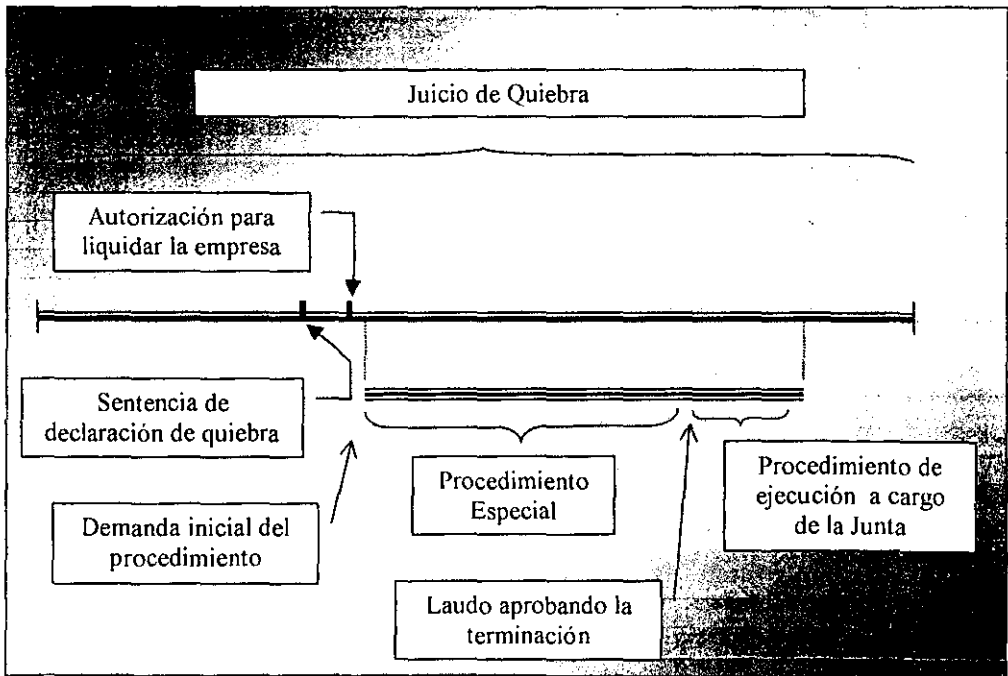 Juicio de Quiebra
Autorización para
liquidar la empresa
Sentencia de
declaración de quiebra
Demanda inicial del
procedimiento
Procedimiento
Especial
Laudo aprobando la
terminación
Procedimiento de
ejecución a cargo
de la Junta